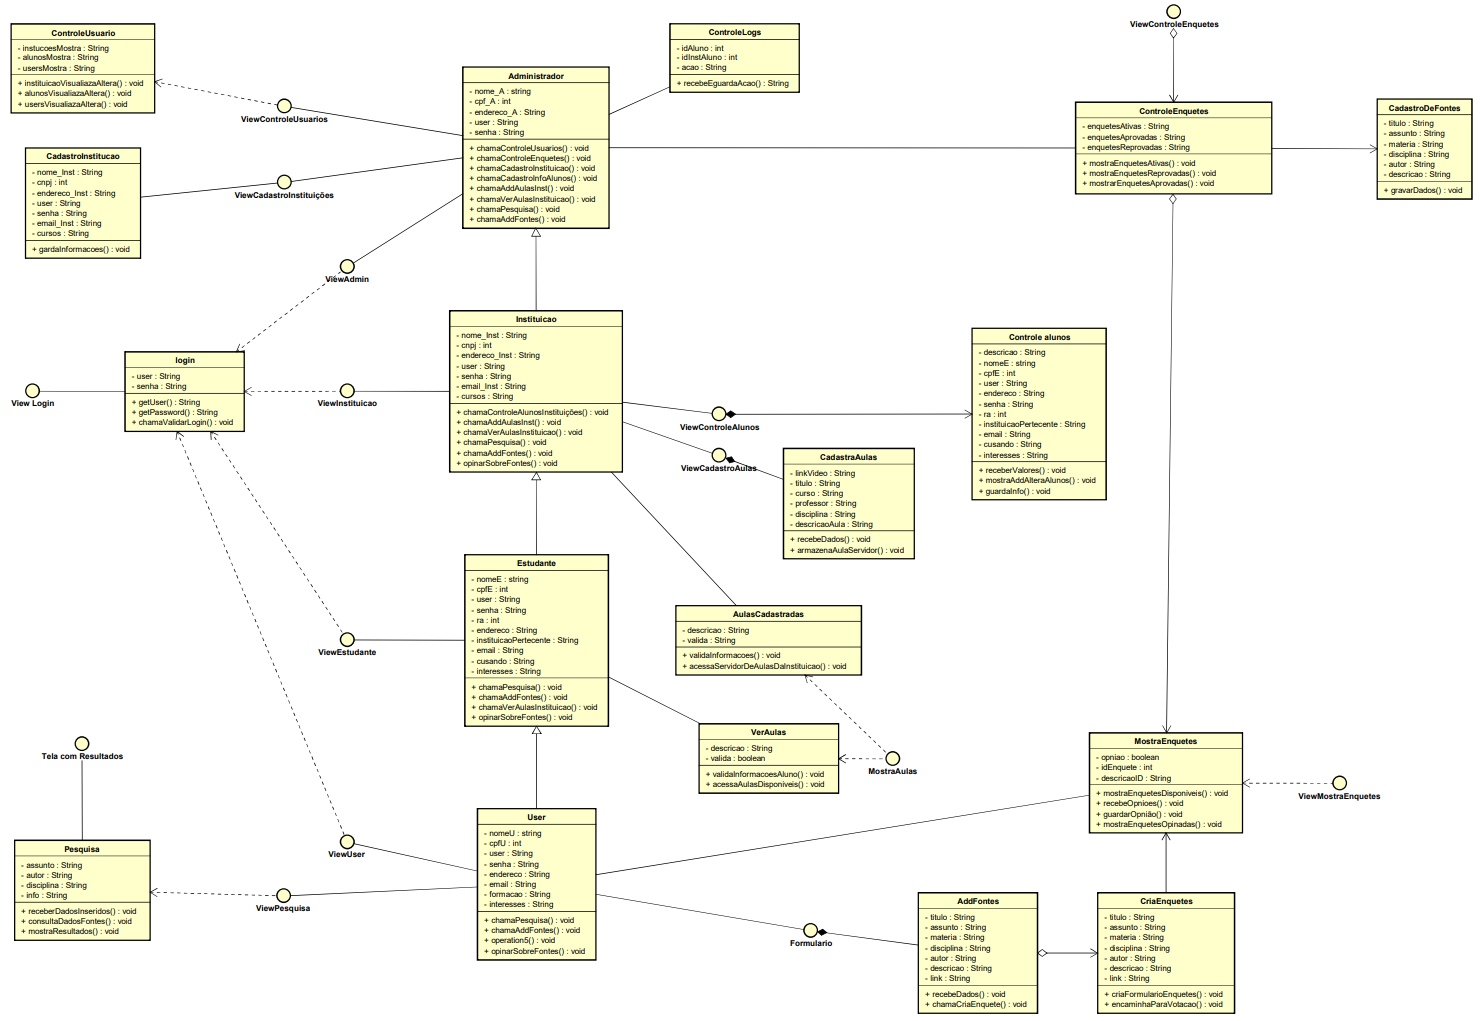 ViewControleEnquetes
ControleUsuario
- instucoesMostra : String
- alunosMostra : String
- usersMostra : String
+ instituicaoVisualiazaAltera() : void
+ alunosVisualiazaAltera() : void
+ usersVisualiazaAltera() : void
ViewControleUsuarios
ControleLogs
- idAluno : int
- idInstAluno : int
- acao : String
+ recebeEguardaAcao() : String
Administrador
- nome_A : string
- cpf_A : int
- endereco_A : String
- user : String
- senha : String
+ chamaControleUsuarios() : void
+ chamaControleEnquetes() : void
+ chamaCadastroInstituicao() : void
+ chamaCadastroInfoAlunos() : void
+ chamaAddAulasInst() : void
+ chamaVerAulasInstituicao() : void
+ chamaPesquisa() : void
+ chamaAddFontes() : void
ControleEnquetes
- enquetesAtivas : String
- enquetesAprovadas : String
- enquetesReprovadas : String
+ mostraEnquetesAtivas() : void
+ mostraEnquetesReprovadas() : void
+ mostrarEnquetesAprovadas() : void
CadastroDeFontes
- titulo : String
- assunto : String
- materia : String
- disciplina : String
- autor : String
- descricao : String
+ gravarDados() : void
CadastroInstitucao
- nome_Inst : String
- cnpj : int
- endereco_Inst : String
- user : String
- senha : String
- email_Inst : String
- cursos : String
+ gardaInformacoes() : void
ViewCadastroInstituições
ViewAdmin
Instituicao
- nome_Inst : String
- cnpj : int
- endereco_Inst : String
- user : String
- senha : String
- email_Inst : String
- cursos : String
+ chamaControleAlunosInstituições() : void
+ chamaAddAulasInst() : void
+ chamaVerAulasInstituicao() : void
+ chamaPesquisa() : void
+ chamaAddFontes() : void
+ opinarSobreFontes() : void
login
- user : String
- senha : String
+ getUser() : String
+ getPassword() : String
+ chamaValidarLogin() : void
View Login
ViewInstituicao
Controle alunos
- descricao : String
- nomeE : string
- cpfE : int
- user : String
- endereco : String
- senha : String
- ra : int
- instituicaoPertecente : String
- email : String
- cusando : String
- interesses : String
+ receberValores() : void
+ mostraAddAlteraAlunos() : void
+ guardaInfo() : void
ViewControleAlunos
ViewCadastroAulas
CadastraAulas
- linkVideo : String
- titulo : String
- curso : String
- professor : String
- disciplina : String
- descricaoAula : String
+ recebeDados() : void
+ armazenaAulaServidor() : void
Estudante
- nomeE : string
- cpfE : int
- user : String
- senha : String
- ra : int
- endereco : String
- instituicaoPertecente : String
- email : String
- cusando : String
- interesses : String
+ chamaPesquisa() : void
+ chamaAddFontes() : void
+ chamaVerAulasInstituicao() : void
+ opinarSobreFontes() : void
ViewEstudante
AulasCadastradas
- descricao : String
- valida : String
+ validaInformacoes() : void
+ acessaServidorDeAulasDaInstituicao() : void
VerAulas
- descricao : String
- valida : boolean
+ validaInformacoesAluno() : void
+ acessaAulasDisponiveis() : void
MostraAulas
MostraEnquetes
- opniao : boolean
- idEnquete : int
- descricaoID : String
+ mostraEnquetesDisponiveis() : void
+ recebeOpnioes() : void
+ guardarOpnião() : void
+ mostraEnquetesOpinadas() : void
ViewMostraEnquetes
Tela com Resultados
Pesquisa
- assunto : String
- autor : String
- disciplina : String
- info : String
+ receberDadosInseridos() : void
+ consultaDadosFontes() : void
+ mostraResultados() : void
ViewUser
ViewPesquisa
User
- nomeU : string
- cpfU : int
- user : String
- senha : String
- endereco : String
- email : String
- formacao : String
- interesses : String
+ chamaPesquisa() : void
+ chamaAddFontes() : void
+ operation5() : void
+ opinarSobreFontes() : void
Formulario
AddFontes
- titulo : String
- assunto : String
- materia : String
- disciplina : String
- autor : String
- descricao : String
- link : String
+ recebeDados() : void
+ chamaCriaEnquete() : void
CriaEnquetes
- titulo : String
- assunto : String
- materia : String
- disciplina : String
- autor : String
- descricao : String
- link : String
+ criaFormularioEnquetes() : void
+ encaminhaParaVotacao() : void